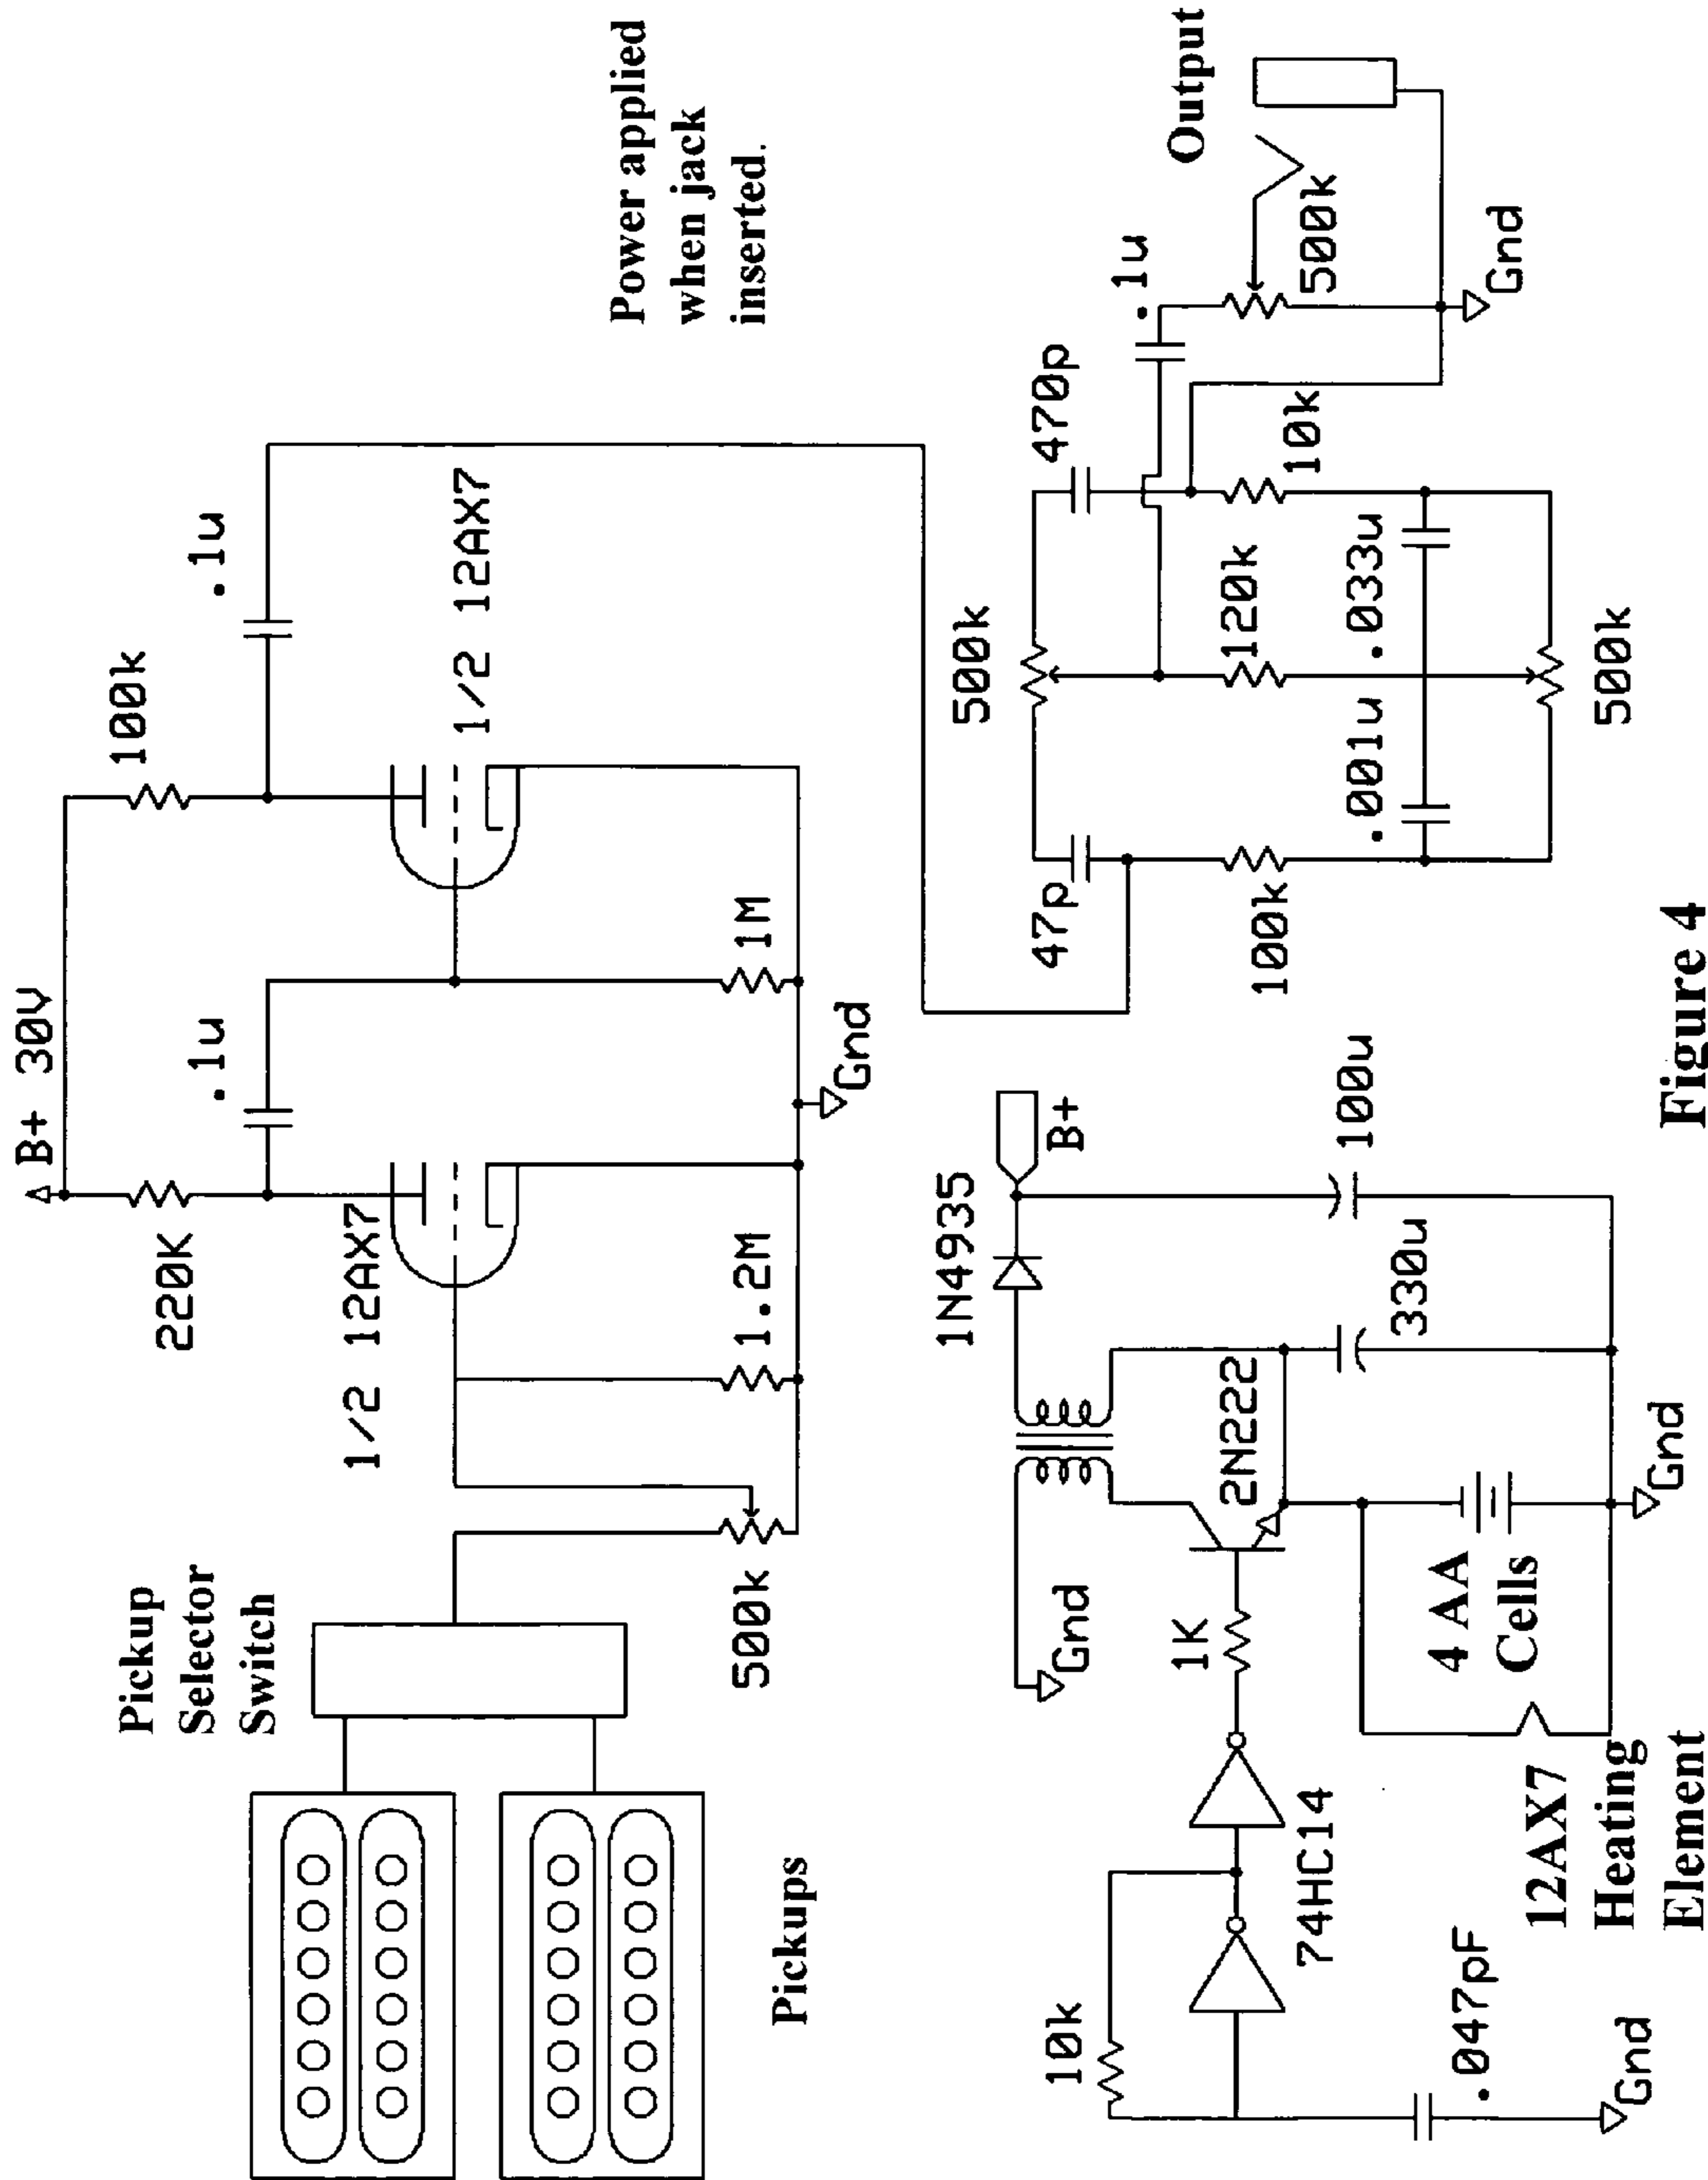 Pickup
Selector
Switch
Pickups
500k
1.2M
1/2 12AX7
220K
B+ 30V
.1u
Gnd
1M
100k
1/2 12AX7
.1u
Power applied
when jack
inserted.
10k
.047pF
Gnd
74HC14
1K
Gnd
2N222
1N4935
B+
330u
100u
4 AA
Cells
Gnd
12AX7
Heating
Element
47p
500k
470p
100k
120k
10k
.001u
.033u
500k
.1u
500k
Output
Gnd
Figure 4